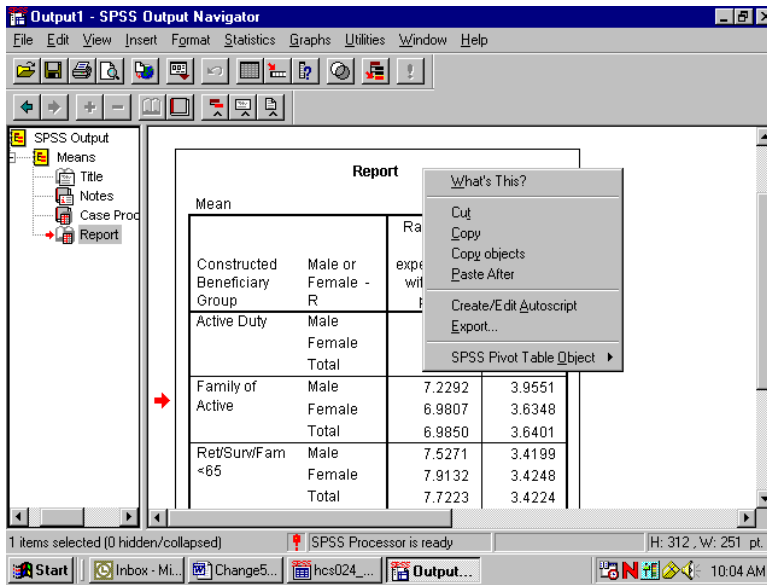 Output1 - SPSS Output Navigator
File Edit View Insert Format Statistics Graphs Utilities Window Help
SPSS Output
Means
Title
Notes
Case Proc
Report
Report
Mean
Constructed Beneficiary Group
Male or Female - R
Ra
expe
wit
Active Duty Male
Female
Total
Family of Active Male 7.2292 3.9551
Female 6.9807 3.6348
Total 6.9850 3.6401
Ret/Surv/Fam <65 Male 7.5271 3.4199
Female 7.9132 3.4248
Total 7.7223 3.4224
What's This?
Cut
Copy
Copy objects
Paste After
Create/Edit Autoscript
Export...
SPSS Pivot Table Object
1 items selected (0 hidden/collapsed) SPSS Processor is ready H: 312 , W: 251 pt.
Start Inbox - Mi... Change5... hcs024_... Output... 10:04 AM